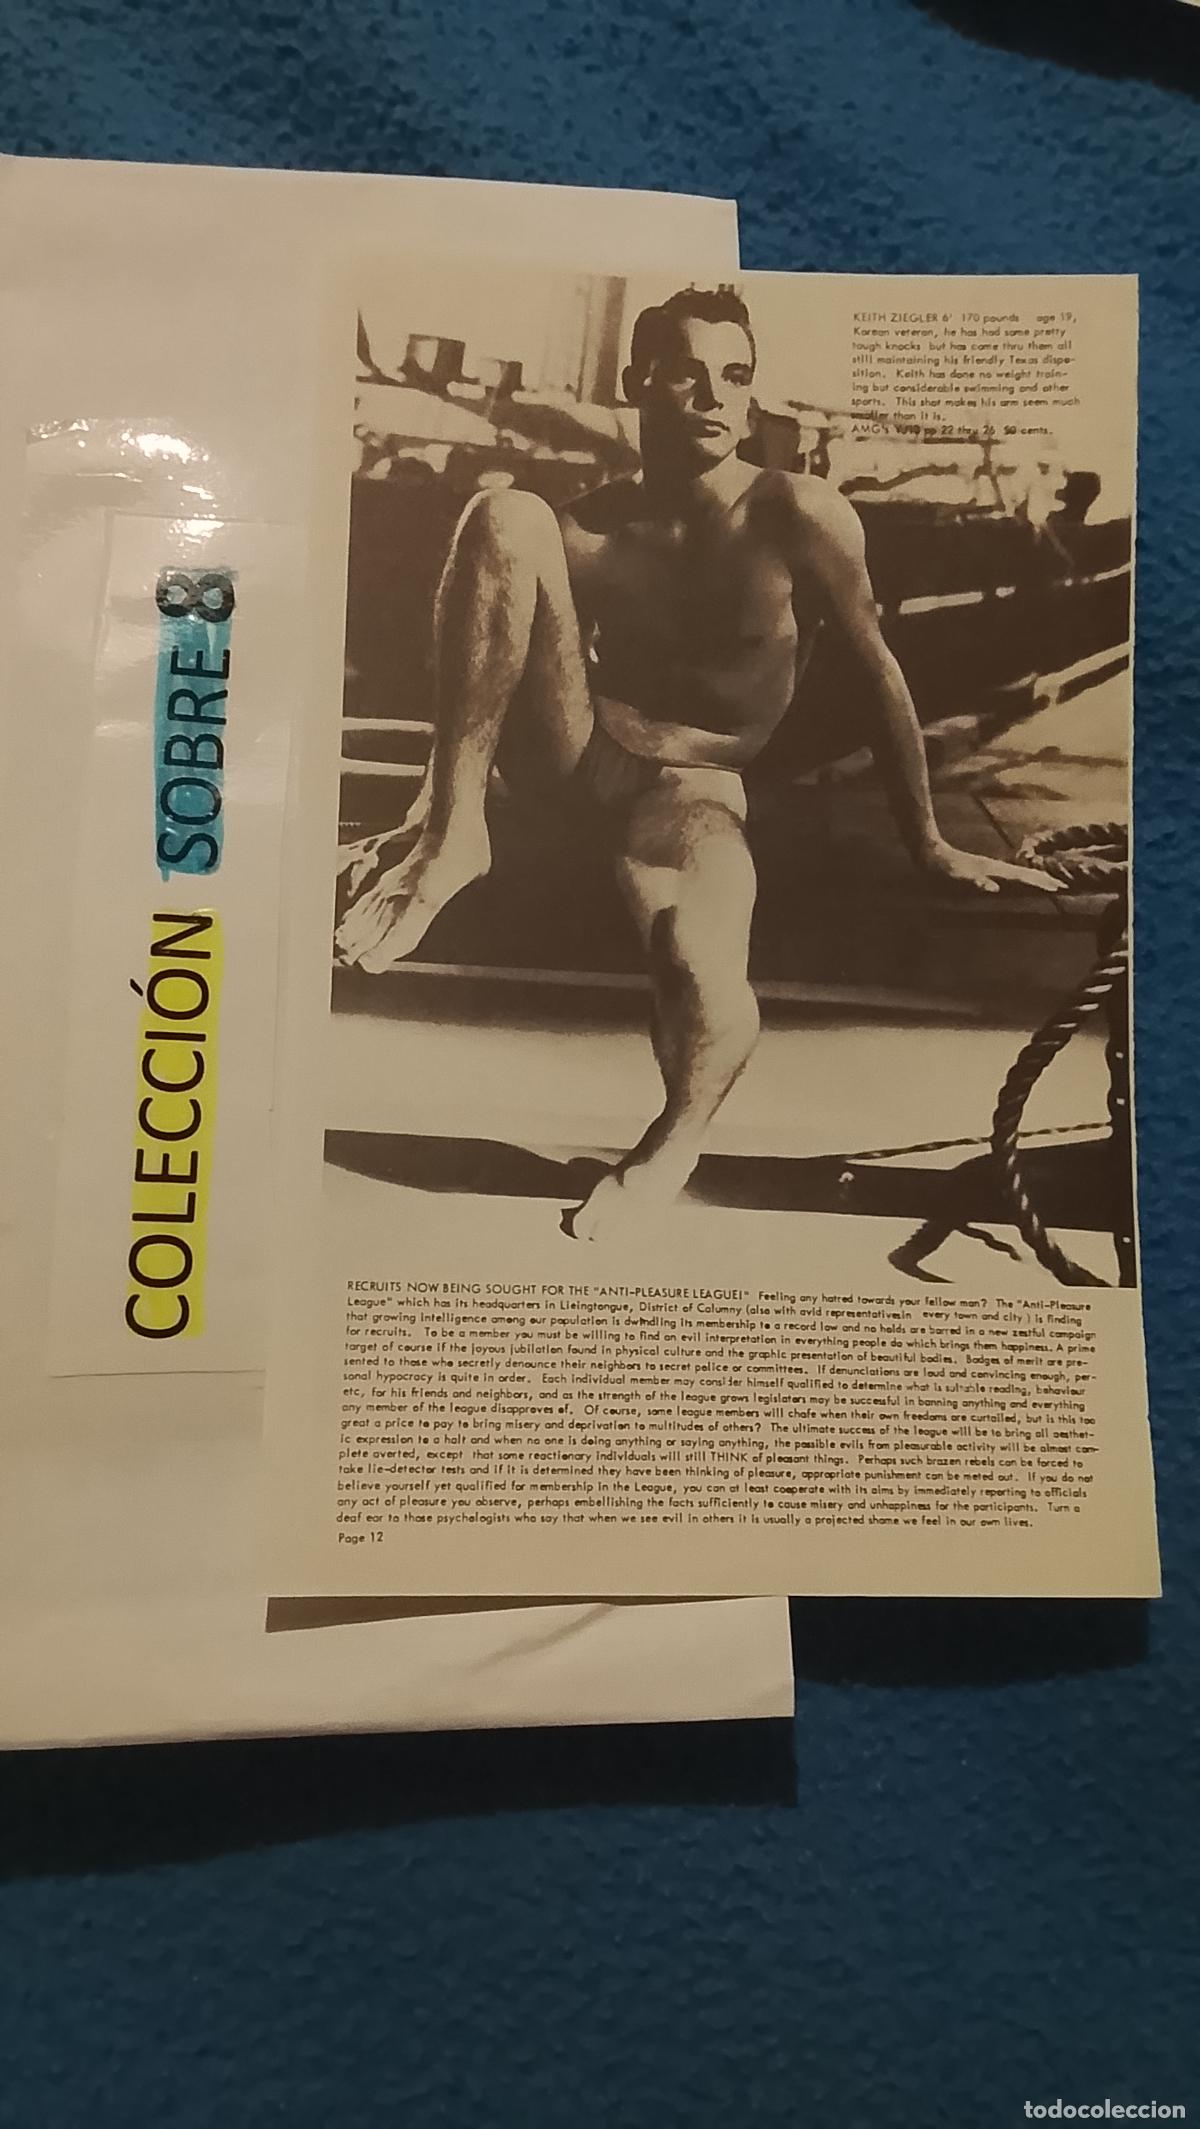 COLECCIÓN SOBRE 8
KEITH ZIEGLER 6' 170 pounds age 19,
Korean veteran, he has had some pretty
tough knocks but has come thru them all
still maintaining his friendly Texas dispo-
sition. Keith has done no weight train-
ing but considerable swimming and other
sports. This shot makes his arm seem much
smaller than it is.
AMG's pp 22 thru 26 50 cents.
RECRUITS NOW BEING SOUGHT FOR THE "ANTI-PLEASURE LEAGUE!" Feeling any hatred towards your fellow man? The "Anti-Pleasure
League" which has its headquarters in Lieingtongue, District of Calumny (also with avid representativesin every town and city ) is finding
that growing intelligence among our population is dwindling its membership to a record low and no holds are barred in a new zestful campaign
for recruits. To be a member you must be willing to find an evil interpretation in everything people do which brings them happiness. A prime
target of course if the joyous jubilation found in physical culture and the graphic presentation of beautiful bodies. Badges of merit are pre-
sented to those who secretly denounce their neighbors to secret police or committees. If denunciations are loud and convincing enough, per-
sonal hypocracy is quite in order. Each individual member may consider himself qualified to determine what is suitable reading, behaviour
etc, for his friends and neighbors, and as the strength of the league grows legislators may be successful in banning anything and everything
any member of the league disapproves of. Of course, some league members will chafe when their own freedoms are curtailed, but is this too
great a price to pay to bring misery and deprivation to multitudes of others? The ultimate success of the league will be to bring all aesthet-
ic expression to a halt and when no one is doing anything or saying anything, the possible evils from pleasurable activity will be almost com-
plete averted, except that some reactionary individuals will still THINK of pleasant things. Perhaps such brazen rebels can be forced to
take lie-detector tests and if it is determined they have been thinking of pleasure, appropriate punishment can be meted out. If you do not
believe yourself yet qualified for membership in the League, you can at least cooperate with its aims by immediately reporting to officials
any act of pleasure you observe, perhaps embellishing the facts sufficiently to cause misery and unhappiness for the participants. Turn a
deaf ear to those psychologists who say that when we see evil in others it is usually a projected shame we feel in our own lives.
Page 12
todocoleccion